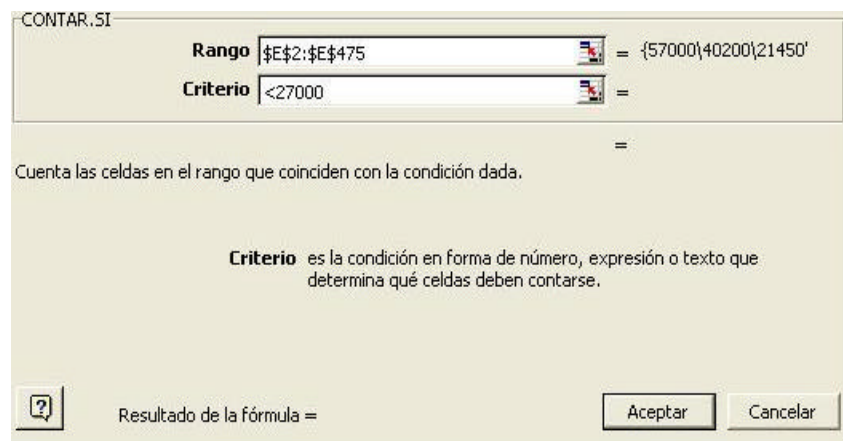 CONTAR.SI
Rango $E$2:$E$475 = {57000\40200\21450'
Criterio <27000 =
=
Cuenta las celdas en el rango que coinciden con la condición dada.
Criterio es la condición en forma de número, expresión o texto que
determina qué celdas deben contarse.
? Resultado de la fórmula = Aceptar Cancelar